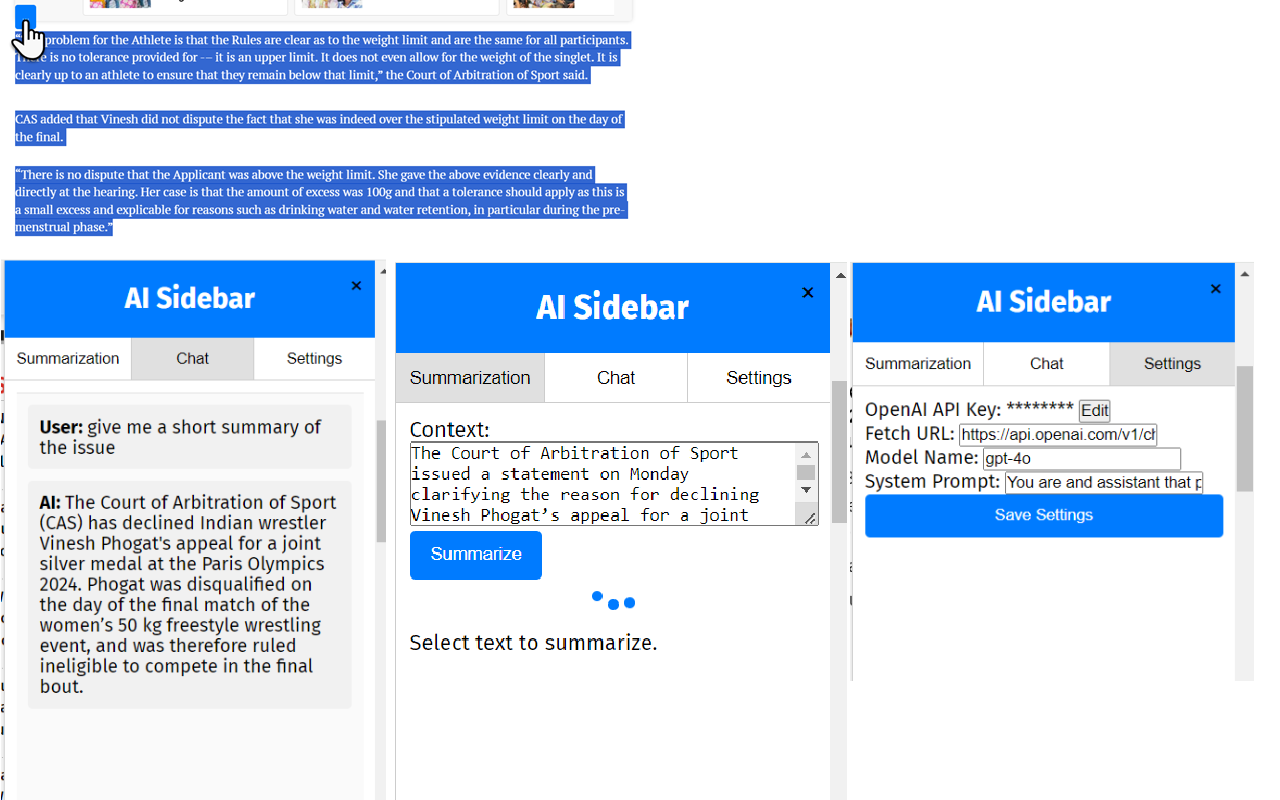 problem for the Athlete is that the Rules are clear as to the weight limit and are the same for all participants.
There is no tolerance provided for -– it is an upper limit. It does not even allow for the weight of the singlet. It is
clearly up to an athlete to ensure that they remain below that limit,” the Court of Arbitration of Sport said.
CAS added that Vinesh did not dispute the fact that she was indeed over the stipulated weight limit on the day of
the final.
“There is no dispute that the Applicant was above the weight limit. She gave the above evidence clearly and
directly at the hearing. Her case is that the amount of excess was 100g and that a tolerance should apply as this is
a small excess and explicable for reasons such as drinking water and water retention, in particular during the pre-
menstrual phase.”
AI Sidebar
×
Summarization
Chat
Settings
User: give me a short summary of
the issue
AI: The Court of Arbitration of Sport
(CAS) has declined Indian wrestler
Vinesh Phogat's appeal for a joint
silver medal at the Paris Olympics
2024. Phogat was disqualified on
the day of the final match of the
women’s 50 kg freestyle wrestling
event, and was therefore ruled
ineligible to compete in the final
bout.
AI Sidebar
×
Summarization
Chat
Settings
Context:
The Court of Arbitration of Sport
issued a statement on Monday
clarifying the reason for declining
Vinesh Phogat’s appeal for a joint
Summarize
Select text to summarize.
AI Sidebar
×
Summarization
Chat
Settings
OpenAI API Key: ******** Edit
Fetch URL: https://api.openai.com/v1/ch
Model Name: gpt-4o
System Prompt: You are and assistant that p
Save Settings